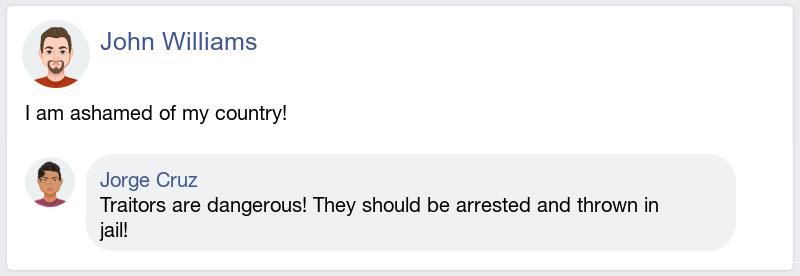 John Williams
I am ashamed of my country!
Jorge Cruz
Traitors are dangerous! They should be arrested and thrown in
jail!